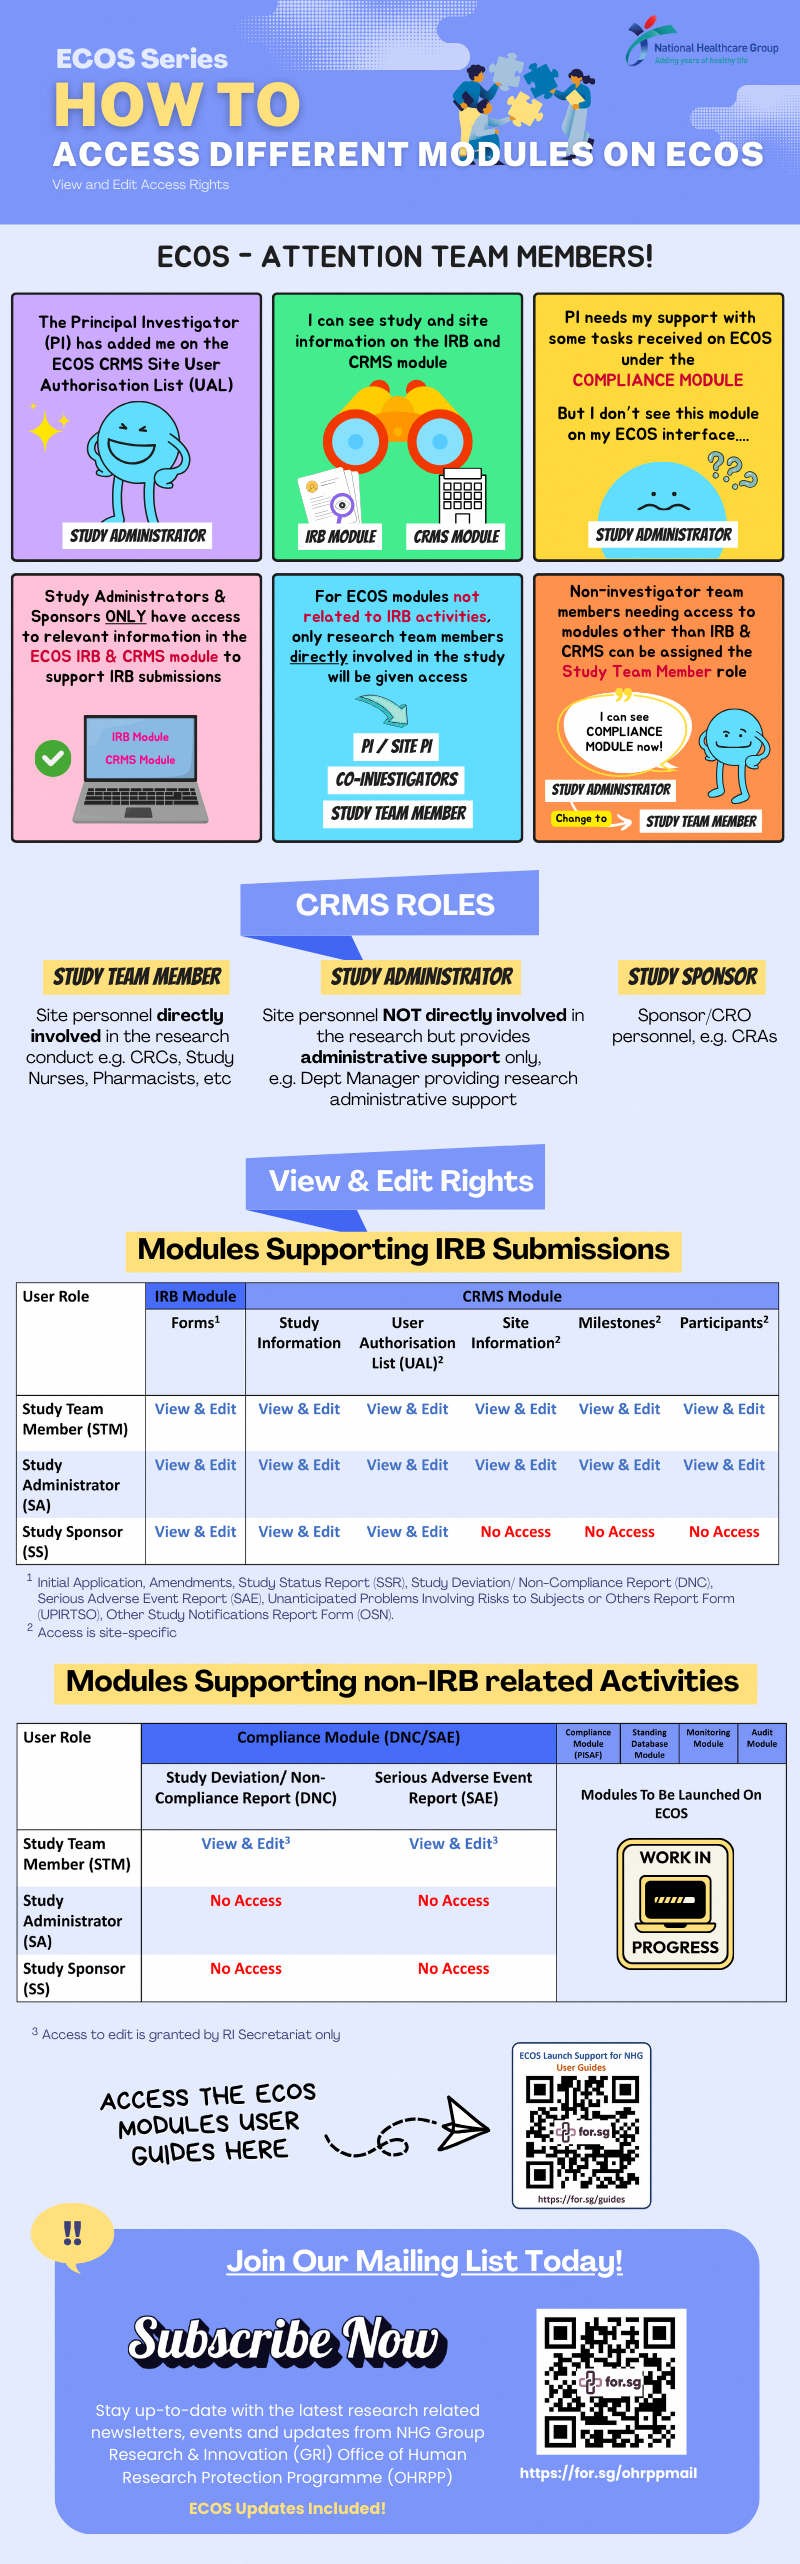 National Healthcare Group
Adding years of healthy life
ECOS Series
HOW TO
ACCESS DIFFERENT MODULES ON ECOS
View and Edit Access Rights
ECOS - ATTENTION TEAM MEMBERS!
The Principal Investigator
(PI) has added me on the
ECOS CRMS Site User
Authorisation List (UAL)
STUDY ADMINISTRATOR
I can see study and site
information on the IRB and
CRMS module
IRB MODULE
CRMS MODULE
PI needs my support with
some tasks received on ECOS
under the
COMPLIANCE MODULE
But I don't see this module
on my ECOS interface....
???
STUDY ADMINISTRATOR
Study Administrators &
Sponsors ONLY have access
to relevant information in the
ECOS IRB & CRMS module to
support IRB submissions
IRB Module
CRMS Module
For ECOS modules not
related to IRB activities,
only research team members
directly involved in the study
will be given access
PI / SITE PI
CO-INVESTIGATORS
STUDY TEAM MEMBER
Non-investigator team
members needing access to
modules other than IRB &
CRMS can be assigned the
Study Team Member role
I can see
COMPLIANCE
MODULE now!
STUDY ADMINISTRATOR
Change to
STUDY TEAM MEMBER
CRMS ROLES
STUDY TEAM MEMBER
Site personnel directly
involved in the research
conduct e.g. CRCs, Study
Nurses, Pharmacists, etc
STUDY ADMINISTRATOR
Site personnel NOT directly involved in
the research but provides
administrative support only,
e.g. Dept Manager providing research
administrative support
STUDY SPONSOR
Sponsor/CRO
personnel, e.g. CRAs
View & Edit Rights
Modules Supporting IRB Submissions
User Role IRB Module CRMS Module
Forms1 Study Information User Authorisation List (UAL)2 Site Information2 Milestones2 Participants2
Study Team Member (STM) View & Edit View & Edit View & Edit View & Edit View & Edit View & Edit
Study Administrator (SA) View & Edit View & Edit View & Edit View & Edit View & Edit View & Edit
Study Sponsor (SS) View & Edit View & Edit View & Edit No Access No Access No Access
1 Initial Application, Amendments, Study Status Report (SSR), Study Deviation/ Non-Compliance Report (DNC),
Serious Adverse Event Report (SAE), Unanticipated Problems Involving Risks to Subjects or Others Report Form
(UPIRTSO), Other Study Notifications Report Form (OSN).
2 Access is site-specific
Modules Supporting non-IRB related Activities
User Role Compliance Module (DNC/SAE) Compliance Module (PISAF) Standing Database Module Monitoring Module Audit Module
Study Deviation/ Non-Compliance Report (DNC) Serious Adverse Event Report (SAE)
Modules To Be Launched On
ECOS
WORK IN
PROGRESS
Study Team Member (STM) View & Edit3 View & Edit3
Study Administrator (SA) No Access No Access
Study Sponsor (SS) No Access No Access
3 Access to edit is granted by RI Secretariat only
ACCESS THE ECOS
MODULES USER
GUIDES HERE
ECOS Launch Support for NHG
User Guides
for.sg
https://for.sg/guides
!!
Join Our Mailing List Today!
Subscribe Now
Stay up-to-date with the latest research related
newsletters, events and updates from NHG Group
Research & Innovation (GRI) Office of Human
Research Protection Programme (OHRPP)
ECOS Updates Included!
for.sg
https://for.sg/ohrppmail